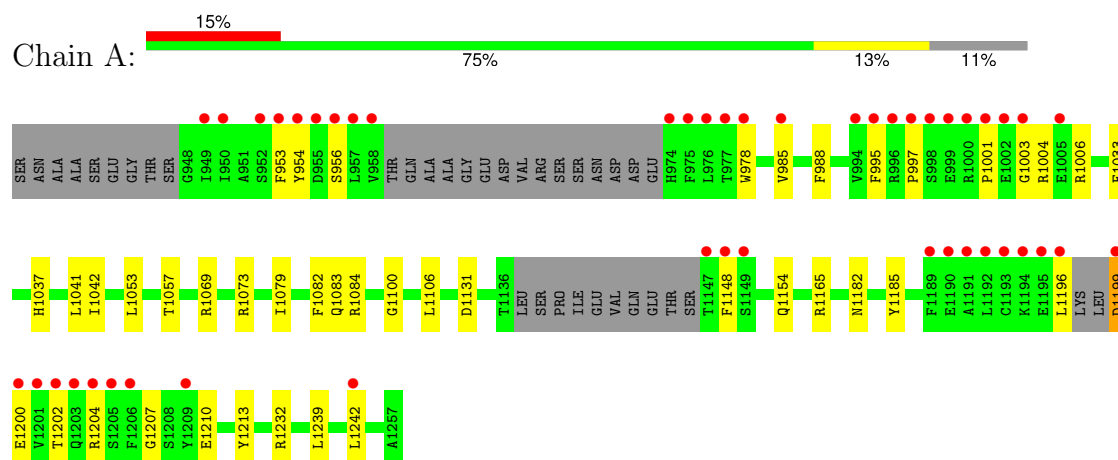 15%
Chain A:
75% 13% 11%
SER ASN ALA ALA SER GLU GLU GLY THR SER G948 I949 I950 A951 S952 F953 Y954 D955 S956 L957 V958 THR GLN ALA ALA GLY GLU ASP VAL ARG SER SER ASN ASP ASP GLU H974 F975 L976 T977 W978 V985 F988 V994 F995 R996 P997 S998 E999 R1000 P1001 E1002 G1003 R1004 E1005 R1006
H1037 L1041 I1042 L1053 T1057 R1069 R1073 I1079 F1082 Q1083 R1084 G1100 L1106 D1131 T1136 LEU SER PRO ILE GLU VAL GLN GLU THR SER T1147 F1148 S1149 Q1154 R1165 N1182 Y1185 F1189 E1190 A1191 L1192 C1193 K1194 E1195 L1196 LYS LEU D1199
E1200 V1201 T1202 Q1203 R1204 S1205 F1206 G1207 S1208 Y1209 E1210 Y1213 R1232 L1239 L1242 A1257